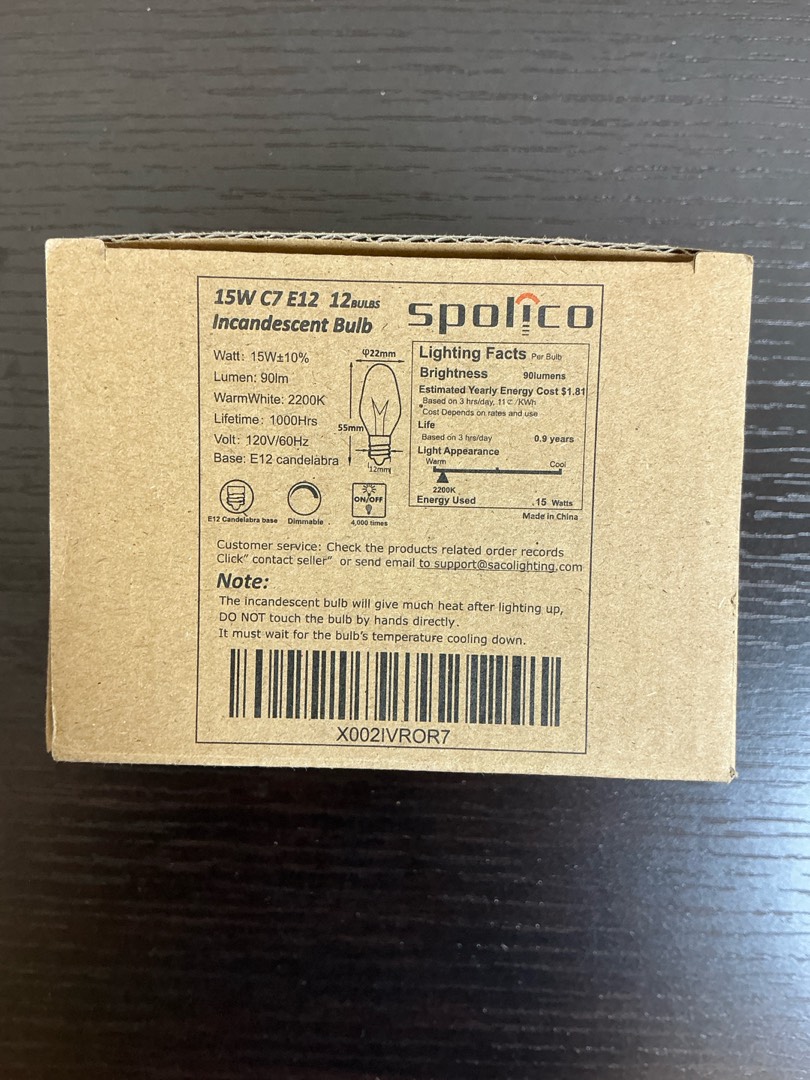 15W C7 E12 12BULBS
Incandescent Bulb
spolico
Watt: 15W±10%
Lumen: 90lm
WarmWhite: 2200K
Lifetime: 1000Hrs
Volt: 120V/60Hz
Base: E12 candelabra
φ22mm
55mm
12mm
Lighting Facts Per Bulb
Brightness 90lumens
Estimated Yearly Energy Cost $1.81
Based on 3 hrs/day, 11¢/KWh
Cost Depends on rates and use
Life
Based on 3 hrs/day 0.9 years
Light Appearance
Warm Cool
2200K
Energy Used 15 Watts
Made in China
E12 Candelabra base
Dimmable
ON/OFF
4,000 times
Customer service: Check the products related order records
Click" contact seller" or send email to support@sacolighting.com
Note:
The incandescent bulb will give much heat after lighting up,
DO NOT touch the bulb by hands directly.
It must wait for the bulb's temperature cooling down.
X002IVROR7